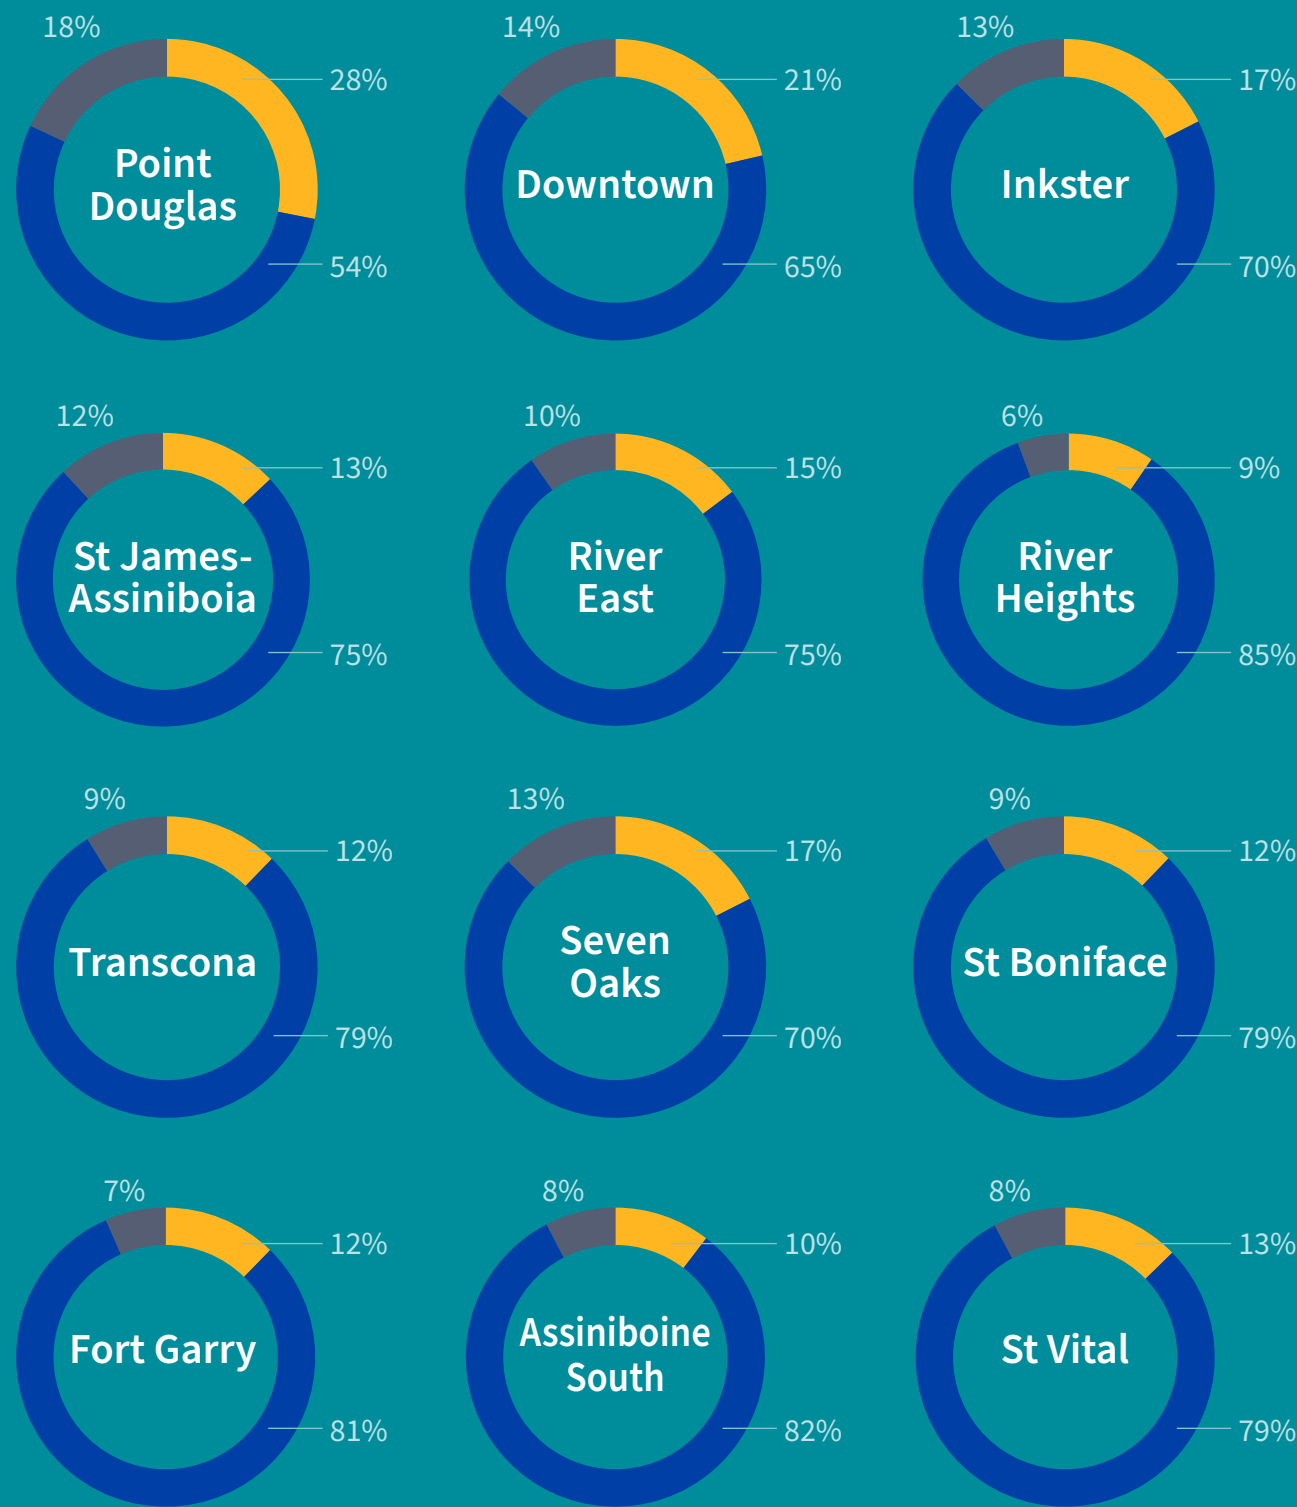 18%
28%
Point
Douglas
54%
14%
21%
Downtown
65%
13%
17%
Inkster
70%
12%
13%
St James-
Assiniboia
75%
10%
15%
River
East
75%
6%
9%
River
Heights
85%
9%
12%
Transcona
79%
13%
17%
Seven
Oaks
70%
9%
12%
St Boniface
79%
7%
12%
Fort Garry
81%
8%
10%
Assiniboine
South
82%
8%
13%
St Vital
79%